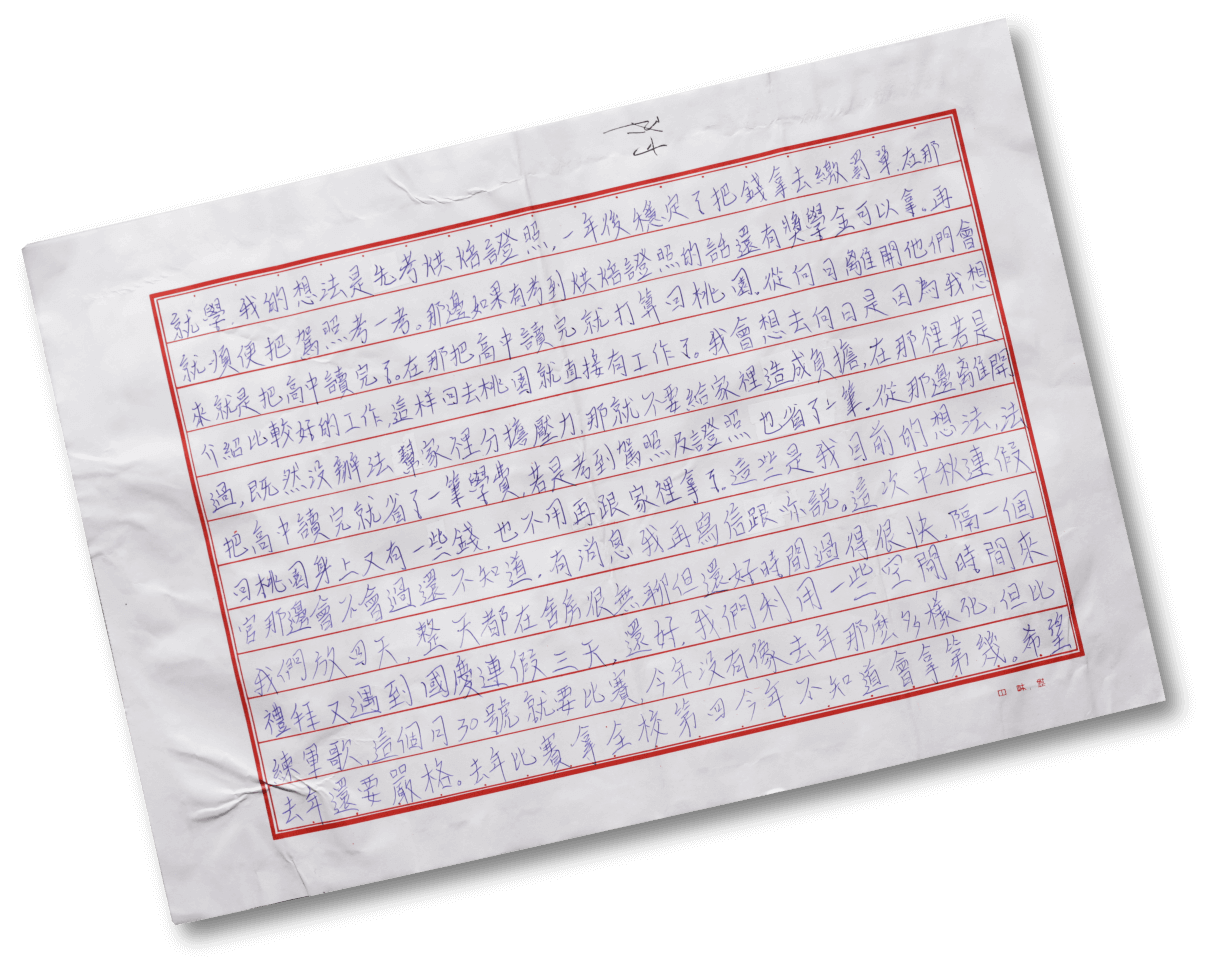 就學.我的想法是先考烘焙證照,一年後穩定了把錢拿去繳罰單.在那
就順便把駕照考一考。那邊如果有考到烘焙證照的話還有獎學金可以拿。再
來就是把高中讀完了。在那把高中讀完就打算回桃園.從向日離開他們會
介紹比較好的工作,這样回去桃園就直接有工作了。我會想去向日是因為我想
過,既然没辦法幫家裡分擔壓力,那就不要給家裡造成負擔,在那裡若是
把高中讀完就省了一筆學費,若是考到駕照及證照也省了一筆。從那邊離開
回桃園身上又有一些錢.也不用再跟家裡拿了。這些是我目前的想法,法
官那邊會不會過還不知道.有消息我再寫信跟你說。這次中秋連假
我們放四天.整天都在舍房很無聊但還好時間過得很快.隔一個
禮拜又遇到國慶連假三天.還好.我們利用一些空閒時間來
練軍歌,這個月30號就要比賽,今年没有像去年那麼多樣化,但比
去年還要嚴格。去年比賽拿全校第四今年不知道會拿第幾。希望